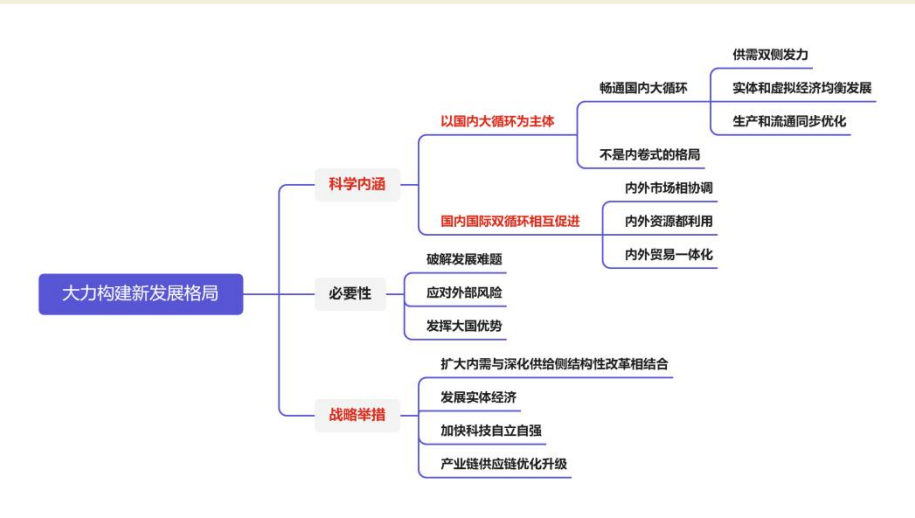 大力构建新发展格局
科学内涵
以国内大循环为主体
畅通国内大循环
供需双侧发力
实体和虚拟经济均衡发展
生产和流通同步优化
不是内卷式的格局
国内国际双循环相互促进
内外市场相协调
内外资源都利用
内外贸易一体化
必要性
破解发展难题
应对外部风险
发挥大国优势
战略举措
扩大内需与深化供给侧结构性改革相结合
发展实体经济
加快科技自立自强
产业链供应链优化升级